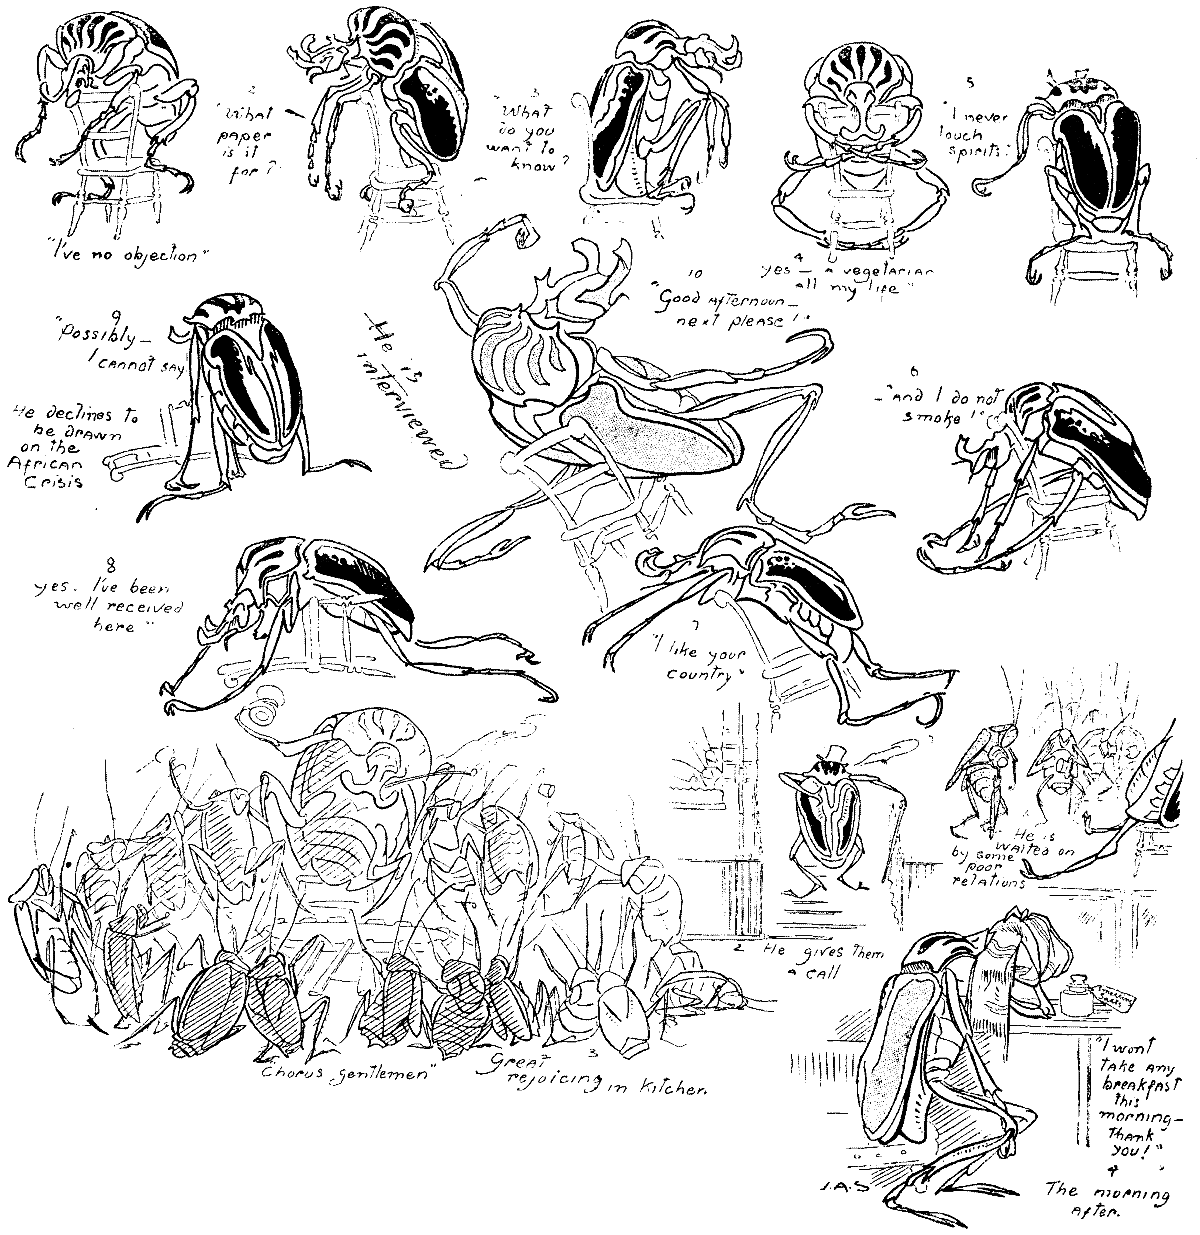 "I've no objection"
2
"What
paper
is it
for?
3
"What
do you
want to
know?
4
yes — a vegetarian
all my life"
5
"I never
touch
spirits."
6
"and I do not
smoke!"
7
"I like your
country"
8
yes. I've been
well received
here"
9
"Possibly —
I cannot say
He declines to
be drawn
on the
African
Crisis
10
"Good afternoon —
next please!"
He is
interviewed
He is
waited on
by some
poor
relations
2 He gives them
a call
3
"Chorus gentlemen"
Great
rejoicing in kitchen.
"I wont
take any
breakfast
this
morning —
Thank
you!"
4
The morning
after.
J.A.S